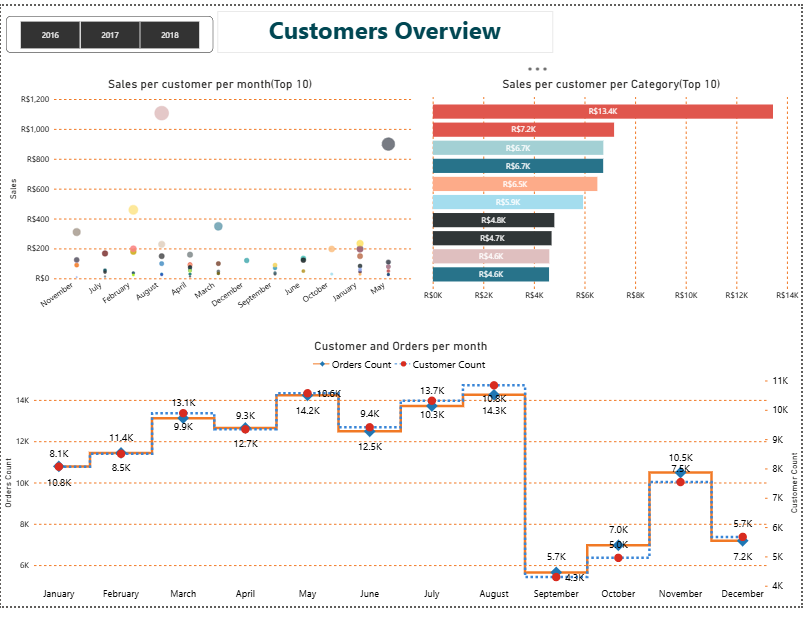 2016 2017 2018
Customers Overview
Sales per customer per month(Top 10)
R$1,200
R$1,000
R$800
R$600
R$400
R$200
R$0
Sales
November July February August April March December September June October January May
Sales per customer per Category(Top 10)
R$13.4K
R$7.2K
R$6.7K
R$6.7K
R$6.5K
R$5.9K
R$4.8K
R$4.7K
R$4.6K
R$4.6K
R$0K R$2K R$4K R$6K R$8K R$10K R$12K R$14K
Customer and Orders per month
Orders Count Customer Count
14K
12K
10K
8K
6K
Orders Count
8.1K
10.8K
11.4K
8.5K
13.1K
9.9K
9.3K
12.7K
10.6K
14.2K
9.4K
12.5K
13.7K
10.3K
10.8K
14.3K
5.7K
4.3K
7.0K
10.5K
7.5K
5.7K
7.2K
11K
10K
9K
8K
7K
6K
5K
4K
Customer Count
January February March April May June July August September October November December